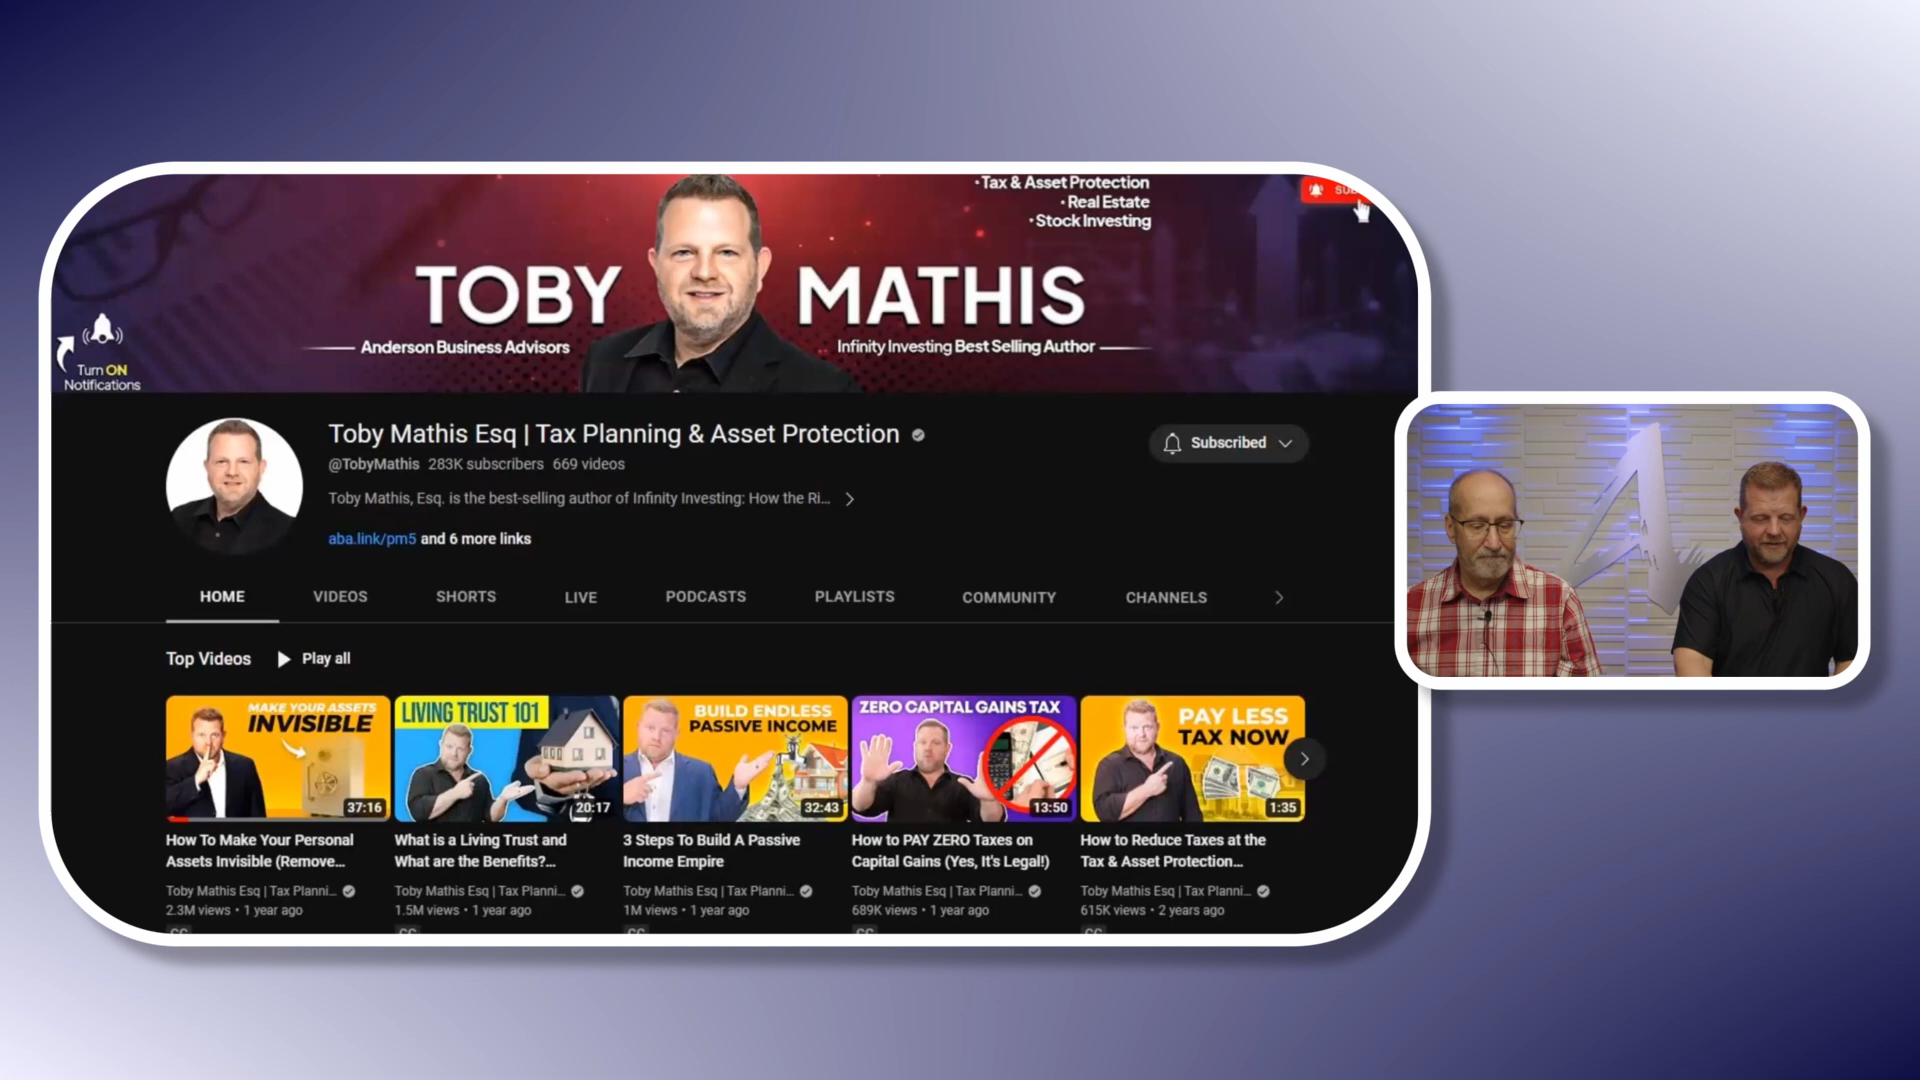 ·Tax & Asset Protection
·Real Estate
·Stock Investing
TOBY MATHIS
Anderson Business Advisors
Infinity Investing Best Selling Author
Turn ON
Notifications
Toby Mathis Esq | Tax Planning & Asset Protection
@TobyMathis 283K subscribers 669 videos
Toby Mathis, Esq. is the best-selling author of Infinity Investing: How the Ri...
aba.link/pm5 and 6 more links
Subscribed
HOME VIDEOS SHORTS LIVE PODCASTS PLAYLISTS COMMUNITY CHANNELS
Top Videos Play all
MAKE YOUR ASSETS
INVISIBLE
37:16
LIVING TRUST 101
20:17
BUILD ENDLESS
PASSIVE INCOME
32:43
ZERO CAPITAL GAINS TAX
13:50
PAY LESS
TAX NOW
1:35
How To Make Your Personal
Assets Invisible (Remove...
Toby Mathis Esq | Tax Planni...
2.3M views • 1 year ago
What is a Living Trust and
What are the Benefits?...
Toby Mathis Esq | Tax Planni...
1.5M views • 1 year ago
3 Steps To Build A Passive
Income Empire
Toby Mathis Esq | Tax Planni...
1M views • 1 year ago
How to PAY ZERO Taxes on
Capital Gains (Yes, It's Legal!)
Toby Mathis Esq | Tax Planni...
689K views • 1 year ago
How to Reduce Taxes at the
Tax & Asset Protection...
Toby Mathis Esq | Tax Planni...
615K views • 2 years ago